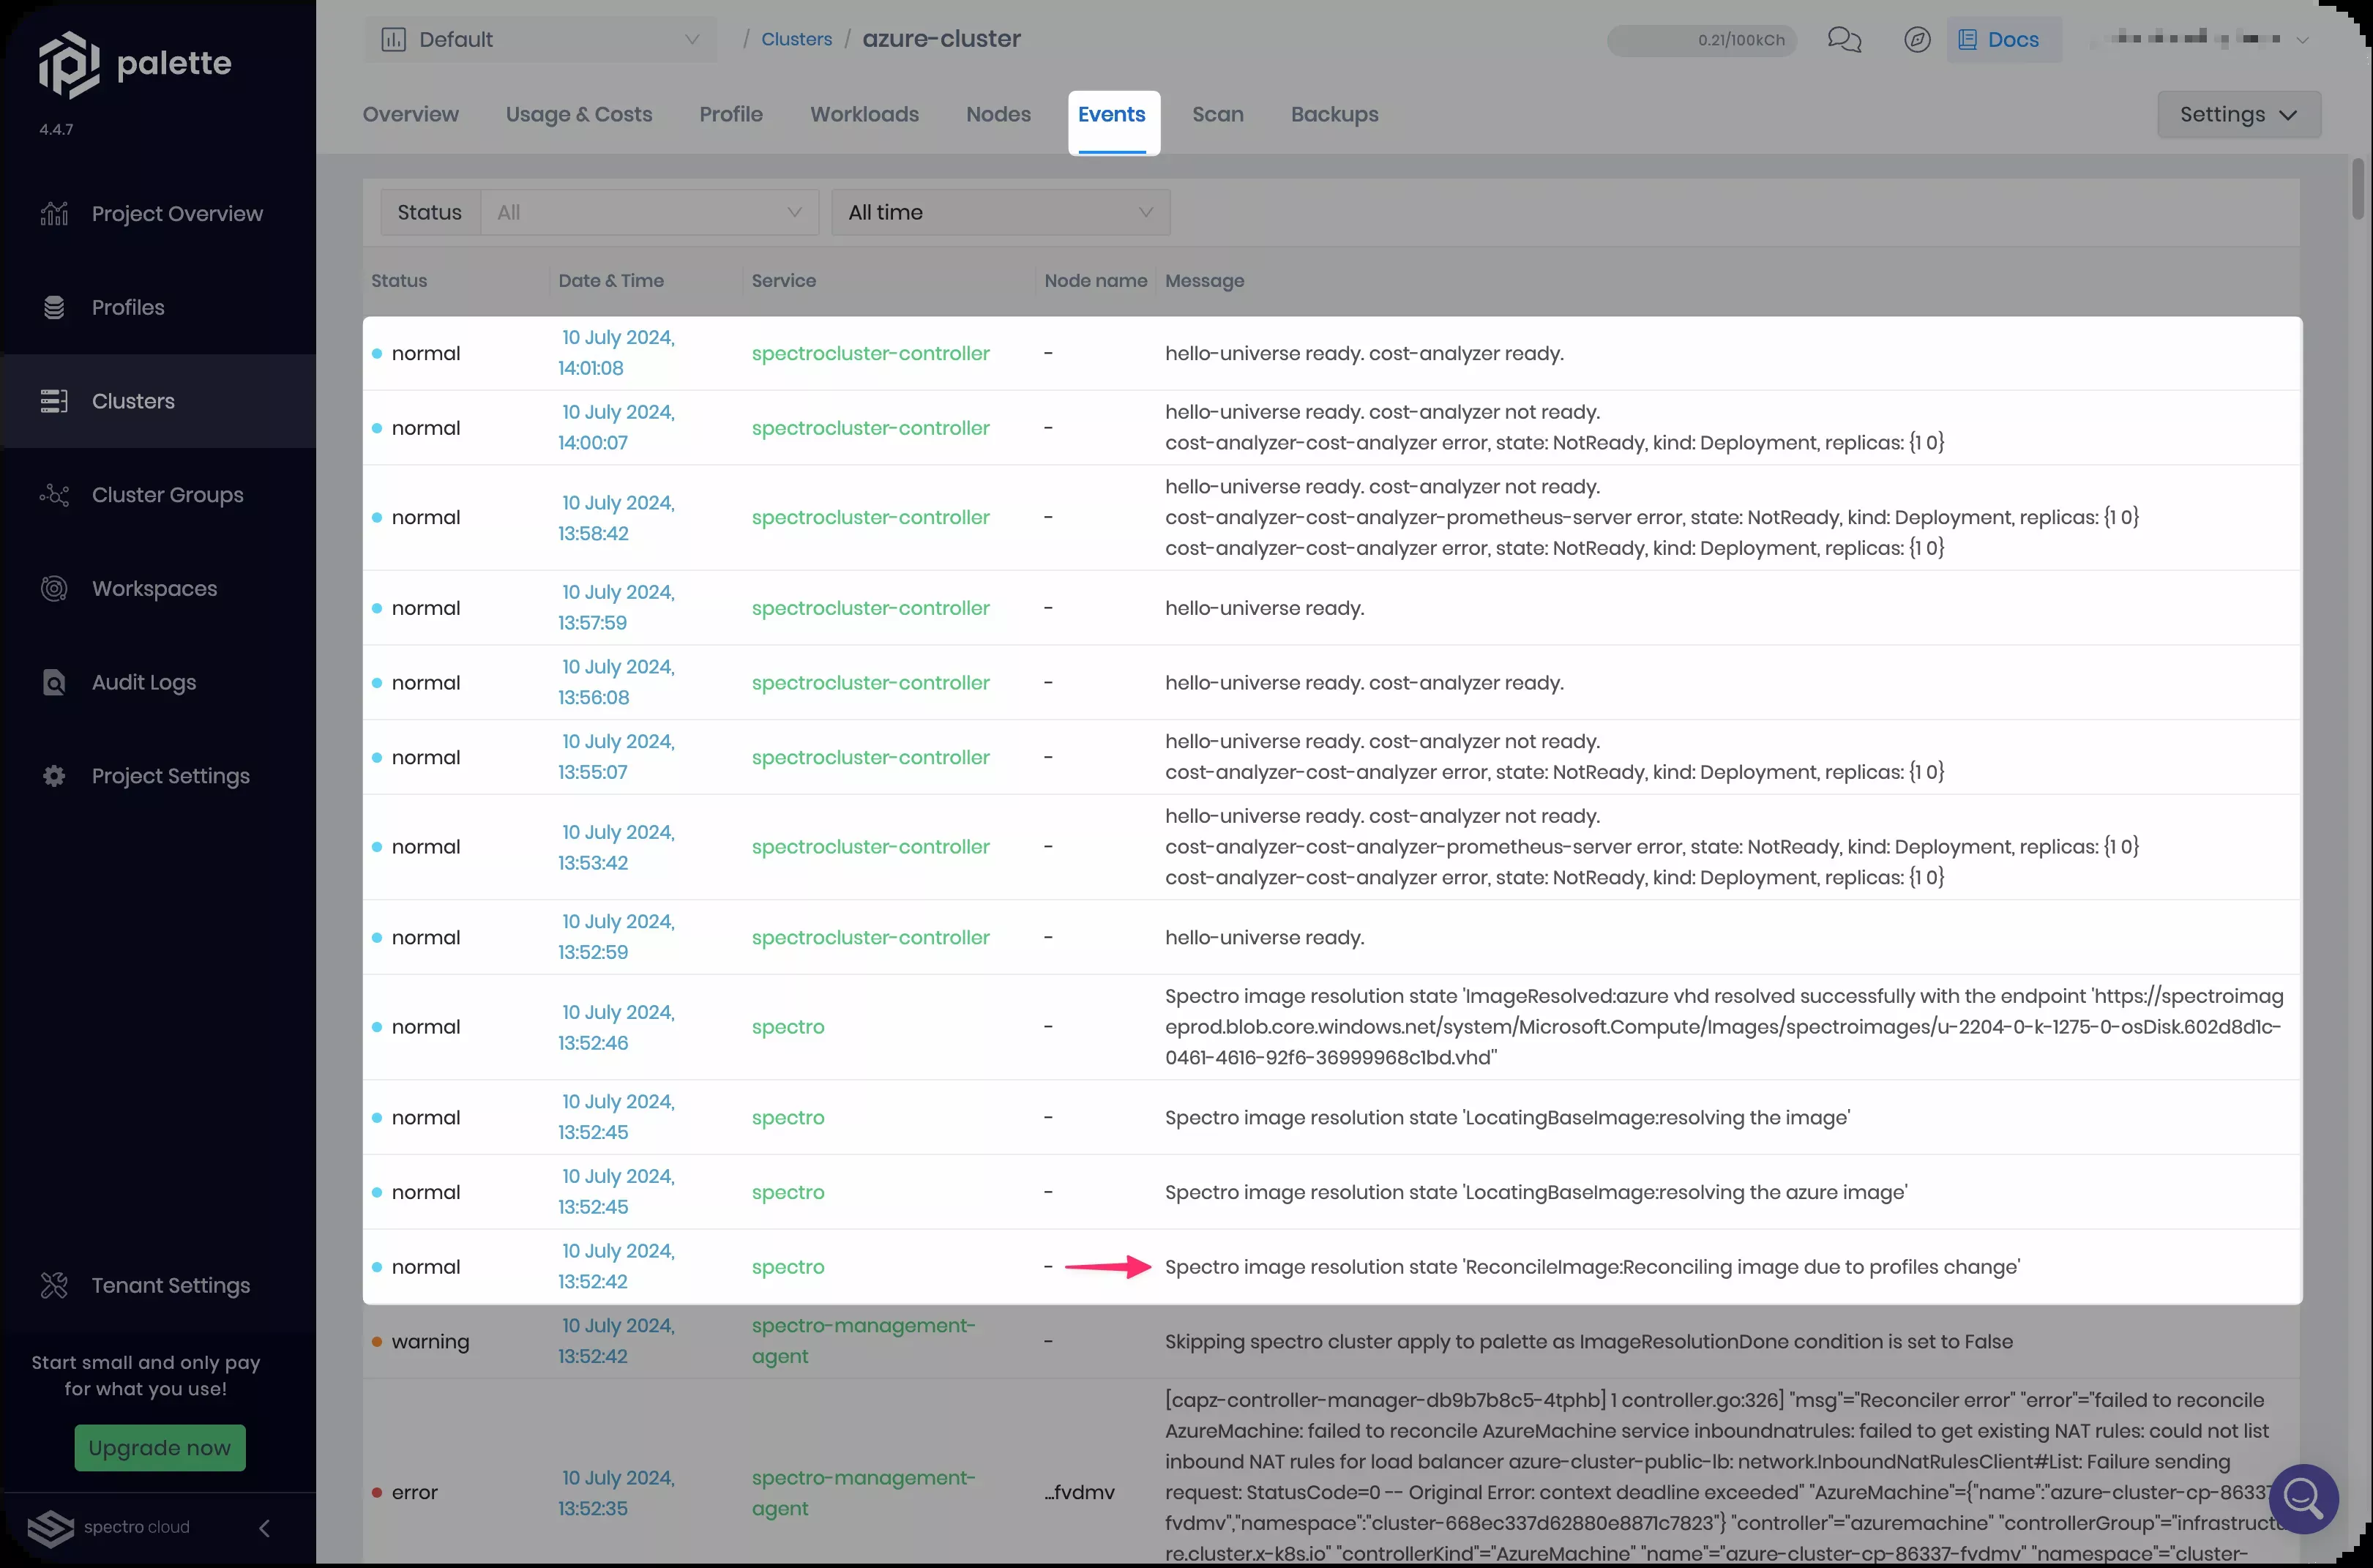 palette
4.4.7
Project Overview
Profiles
Clusters
Cluster Groups
Workspaces
Audit Logs
Project Settings
Tenant Settings
Start small and only pay
for what you use!
Upgrade now
spectro cloud
Default
/ Clusters / azure-cluster
0.21/100kCh
Docs
Overview Usage & Costs Profile Workloads Nodes Events Scan Backups
Settings
Status All
All time
Status Date & Time Service Node name Message
normal 10 July 2024, spectrocluster-controller - hello-universe ready. cost-analyzer ready.
14:01:08
normal 10 July 2024, spectrocluster-controller - hello-universe ready. cost-analyzer not ready.
14:00:07 cost-analyzer-cost-analyzer error, state: NotReady, kind: Deployment, replicas: {1 0}
hello-universe ready. cost-analyzer not ready.
normal 10 July 2024, spectrocluster-controller - cost-analyzer-cost-analyzer-prometheus-server error, state: NotReady, kind: Deployment, replicas: {1 0}
13:58:42 cost-analyzer-cost-analyzer error, state: NotReady, kind: Deployment, replicas: {1 0}
normal 10 July 2024, spectrocluster-controller - hello-universe ready.
13:57:59
normal 10 July 2024, spectrocluster-controller - hello-universe ready. cost-analyzer ready.
13:56:08
normal 10 July 2024, spectrocluster-controller - hello-universe ready. cost-analyzer not ready.
13:55:07 cost-analyzer-cost-analyzer error, state: NotReady, kind: Deployment, replicas: {1 0}
hello-universe ready. cost-analyzer not ready.
normal 10 July 2024, spectrocluster-controller - cost-analyzer-cost-analyzer-prometheus-server error, state: NotReady, kind: Deployment, replicas: {1 0}
13:53:42 cost-analyzer-cost-analyzer error, state: NotReady, kind: Deployment, replicas: {1 0}
normal 10 July 2024, spectrocluster-controller - hello-universe ready.
13:52:59
Spectro image resolution state 'ImageResolved:azure vhd resolved successfully with the endpoint 'https://spectroimag
normal 10 July 2024, spectro - eprod.blob.core.windows.net/system/Microsoft.Compute/Images/spectroimages/u-2204-0-k-1275-0-osDisk.602d8d1c-
13:52:46 0461-4616-92f6-36999968c1bd.vhd''
normal 10 July 2024, spectro - Spectro image resolution state 'LocatingBaseImage:resolving the image'
13:52:45
normal 10 July 2024, spectro - Spectro image resolution state 'LocatingBaseImage:resolving the azure image'
13:52:45
normal 10 July 2024, spectro - Spectro image resolution state 'ReconcileImage:Reconciling image due to profiles change'
13:52:42
warning 10 July 2024, spectro-management- - Skipping spectro cluster apply to palette as ImageResolutionDone condition is set to False
13:52:42 agent
[capz-controller-manager-db9b7b8c5-4tphb] 1 controller.go:326] "msg"="Reconciler error" "error"="failed to reconcile
AzureMachine: failed to reconcile AzureMachine service inboundnatrules: failed to get existing NAT rules: could not list
inbound NAT rules for load balancer azure-cluster-public-lb: network.InboundNatRulesClient#List: Failure sending
error 10 July 2024, spectro-management- ...fvdmv request: StatusCode=0 -- Original Error: context deadline exceeded" "AzureMachine"={"name":"azure-cluster-cp-86337
13:52:35 agent fvdmv","namespace":"cluster-668ec337d62880e8871c7823"} "controller"="azuremachine" "controllerGroup"="infrastructu
re.cluster.x-k8s.io" "controllerKind"="AzureMachine" "name"="azure-cluster-cp-86337-fvdmv" "namespace"="cluster-